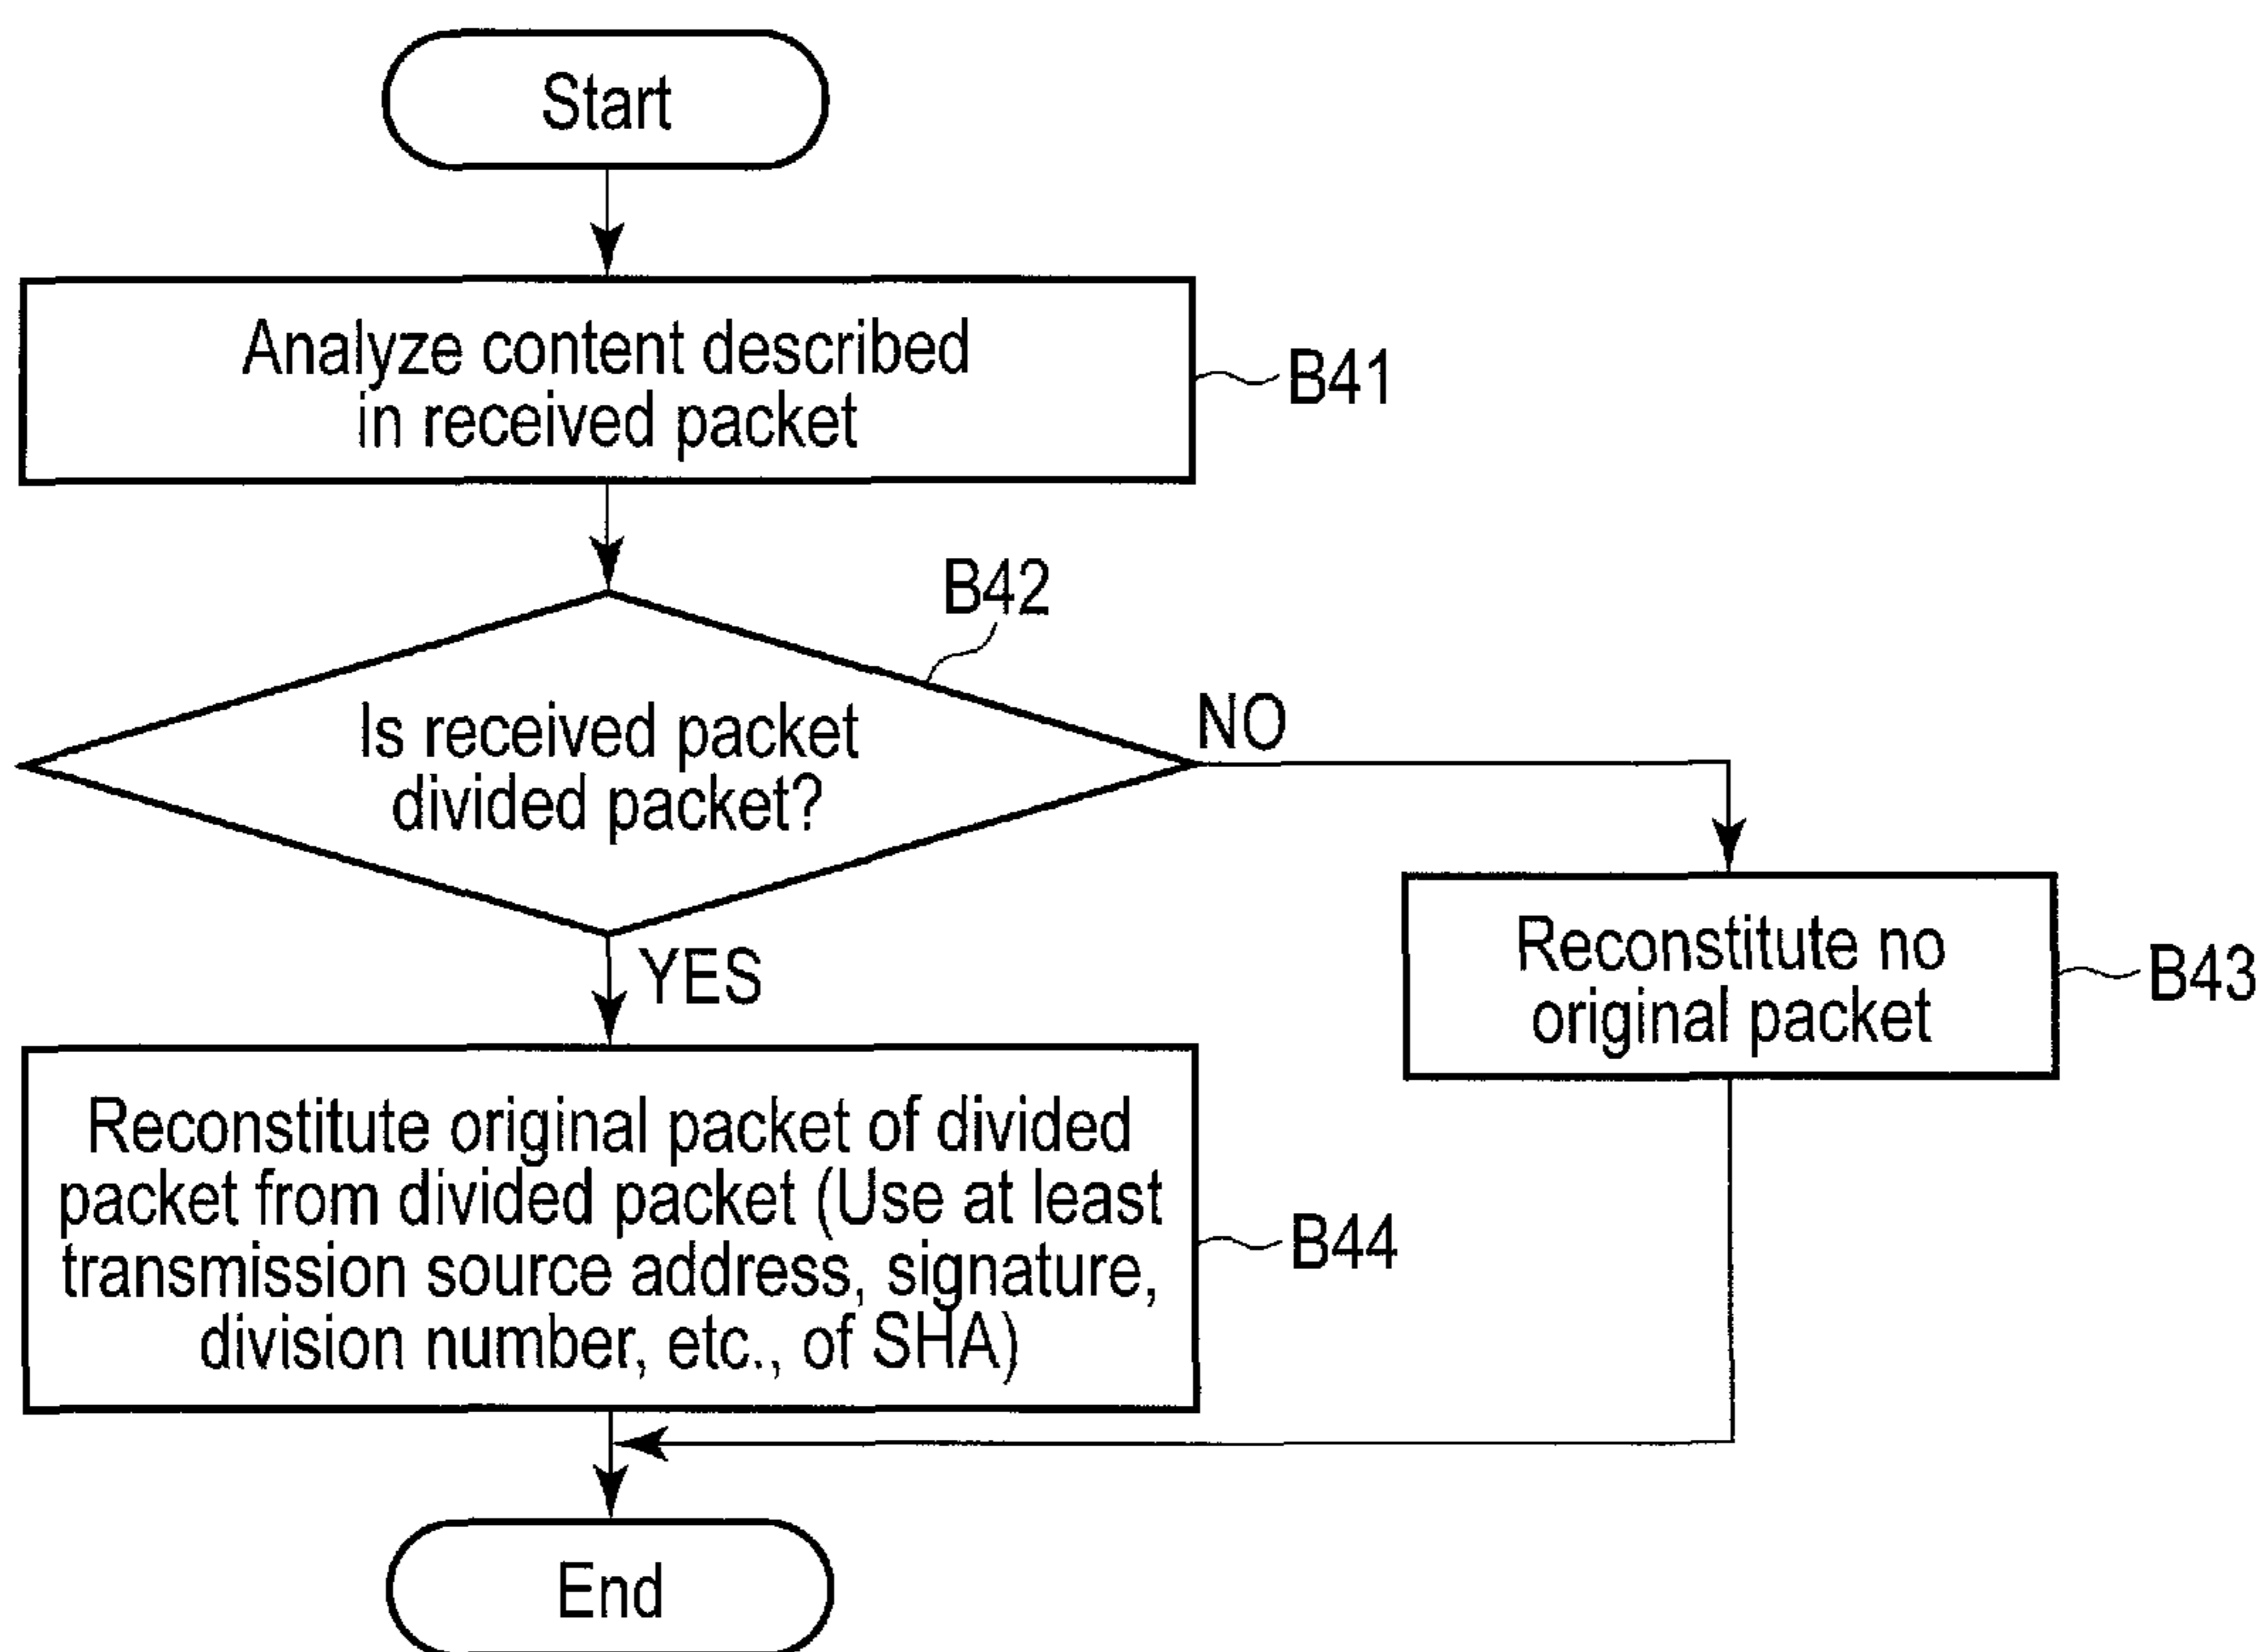 Start
Analyze content described
in received packet
B41
B42
Is received packet
divided packet?
NO
YES
Reconstitute no
original packet
B43
Reconstitute original packet of divided
packet from divided packet (Use at least
transmission source address, signature,
division number, etc., of SHA)
B44
End